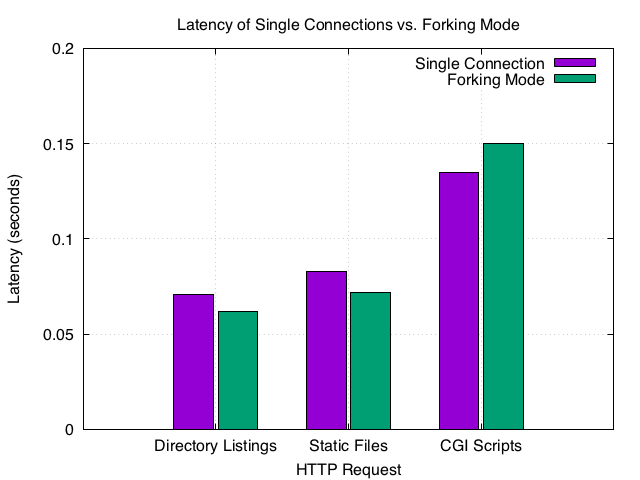 Latency of Single Connections vs. Forking Mode
0.2
Single Connection
Forking Mode
0.15
0.1
0.05
0
Latency (seconds)
Directory Listings
Static Files
CGI Scripts
HTTP Request